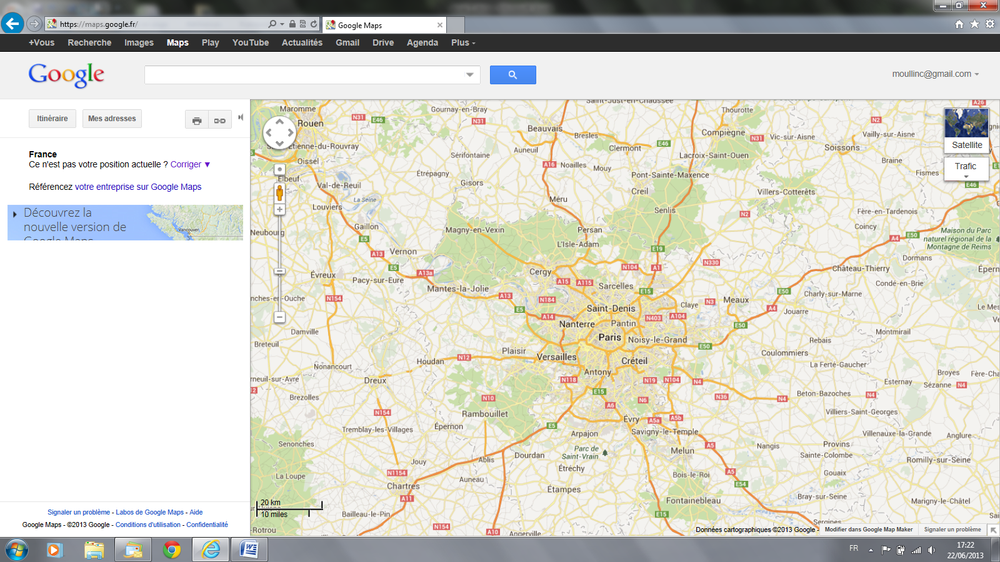 https://maps.google.fr/
Google Maps
+Vous Recherche Images Maps Play YouTube Actualités Gmail Drive Agenda Plus
Google
moullinc@gmail.com
Itinéraire Mes adresses
France
Ce n'est pas votre position actuelle ? Corriger ▼
Référencez votre entreprise sur Google Maps
Découvrez la
nouvelle version de
Google Maps
Vancouver
Satellite
Trafic
Saint-Just-en-Chaussée
A26
Maromme
Gournay-en-Bray
Thourotte
N31 E46 N31 N2
Rouen
Beauvais
Compiègne
Bresles
N31
Vic-sur-Aisne
Vailly-sur-Aisne
Saint-Étienne-du-Rouvray
Auneuil
Clermont
E46
Soissons
Oissel
Sérifontaine
Lacroix-Saint-Ouen
Braine
A16
Noailles
Mouy
Étrépagny
Pont-Sainte-Maxence
Fismes
E50
Elbeuf
Val-de-Reuil
Gisors
Creil
Villers-Cotterêts
E46
La Seine
Méru
Louviers
Senlis
N2
Fère-en-Tardenois
Gaillon
Magny-en-Vexin
Persan
Coincy
Maison du Parc
naturel régional de la
Montagne de Reims
Neubourg
E5
L'Isle-Adam
A4 E50
A13
Vernon
E19
Dormans
E5
N104 A1
N330
Château-Thierry
Épern
Évreux
Pacy-sur-Eure
A13a
Cergy
A15 A115
Sarcelles
Condé-en-Brie
Mantes-la-Jolie
E15
E50
Charly-sur-Marne
nches-en-Ouche
N154
A13
N184
N3
Meaux
Claye
E5
Saint-Denis
A4
Jouarre
Le Mes
A14
N403 A104
Nanterre
Pantin
E50
Damville
Montmirail
Paris
Noisy-le-Grand
Rebais
Breteuil
E50
Plaisir
Versailles
Coulommiers
Houdan
N12
Créteil
La Ferté-Gaucher
Nonancourt
Antony
Broyes
Fère-Cha
rneuil-sur-Avre
Dreux
N118
N19 N104 N4
Esternay
Sézanne
N4
12
E15
Beton-Bazoches
N4
Brezolles
N10
N6
N36
N4
A6
N154
Rambouillet
Évry
A5a A5b
Villiers-Saint-Georges
Épernon
E5
Tremblay-les-Villages
Savigny-le-Temple
Arpajon
Villenauxe-la-Grande
Anglure
Senonches
Parc de
Saint-Vrain
Melun
A5
Nangis
Provins
Ablis
Dourdan
Sainte-Colombe
Romilly-sur-Seine
Jouy
Étréchy
N1154
A5
Gouaix
La Loupe
Auneau
Bois-le-Roi
Chartres
Étampes
E54
Bray-sur-Seine
A11
Fontainebleau
Marigny-le-Châtel
20 km
10 miles
Bailleau-le-Pin
E15
Sergines
-Rotrou
N154
A10
Angerville
Données cartographiques ©2013 Google - Modifier dans Google Map Maker Signaler un problème
Signaler un problème - Labos de Google Maps - Aide
Google Maps - ©2013 Google - Conditions d'utilisation - Confidentialité
FR
17:22
22/06/2013